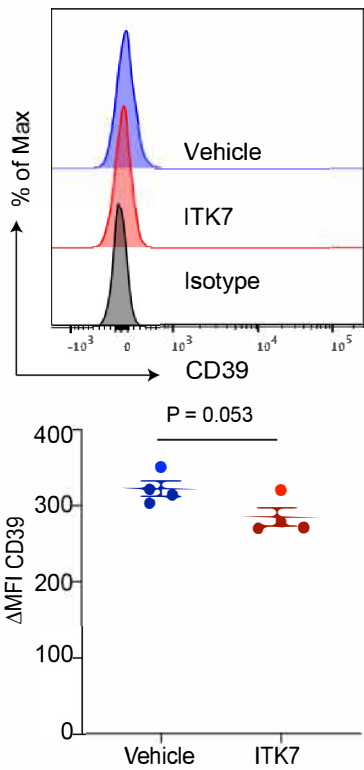 % of Max
Vehicle
ITK7
Isotype
-10³ 0 10³ 10⁴ 10⁵
CD39
P = 0.053
ΔMFI CD39
400
300
200
100
0
Vehicle ITK7